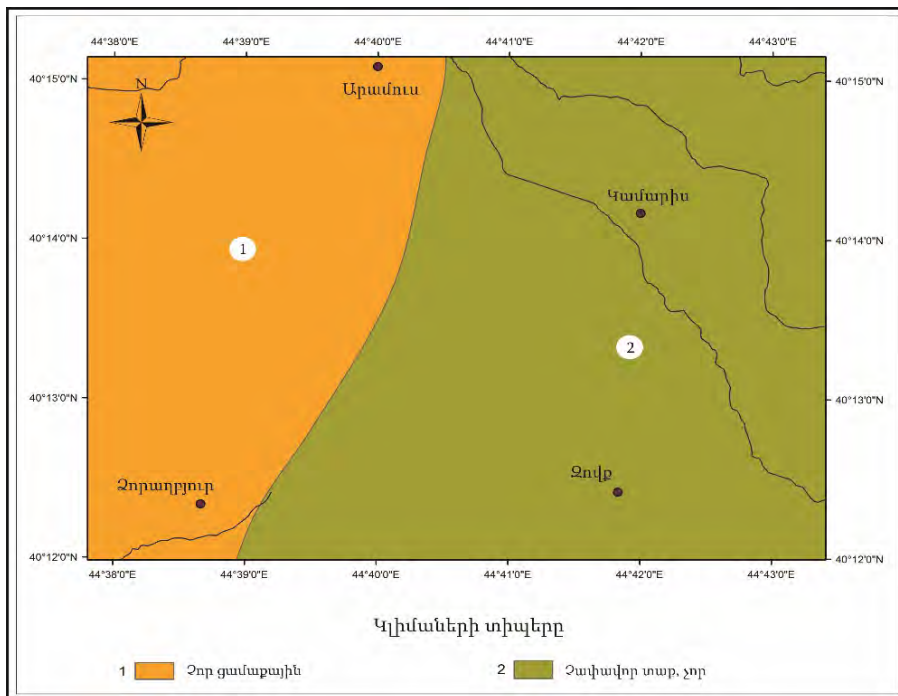 44°38'0"E 44°39'0"E 44°40'0"E 44°41'0"E 44°42'0"E 44°43'0"E
40°15'0"N 40°15'0"N
N
Արամուս
Կամարիս
40°14'0"N 40°14'0"N
1
2
40°13'0"N 40°13'0"N
Ձորաղբյուր
Զովք
40°12'0"N 40°12'0"N
44°38'0"E 44°39'0"E 44°40'0"E 44°41'0"E 44°42'0"E 44°43'0"E
Կլիմաների տիպերը
1 Չոր ցամաքային 2 Չափավոր տաք, չոր